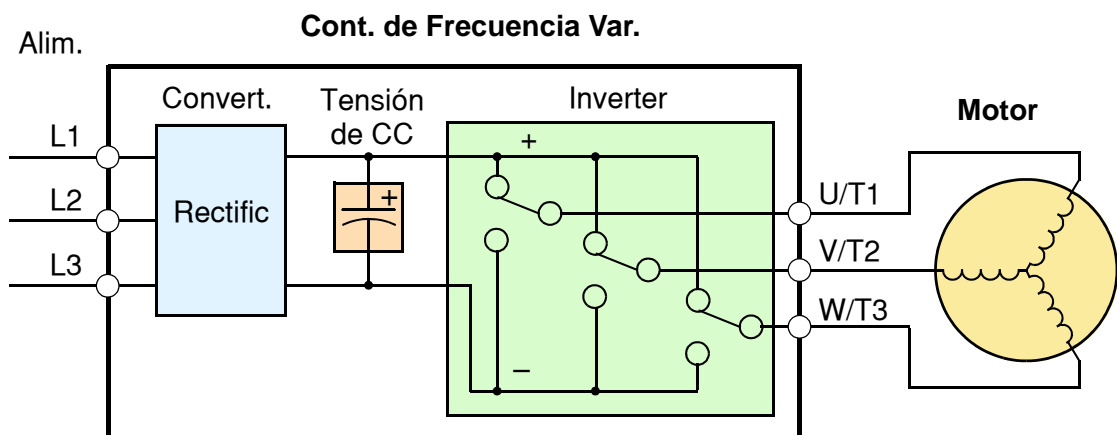 Cont. de Frecuencia Var.
Alim.
Convert.
Tensión
de CC
Inverter
Motor
L1
L2
L3
Rectific
+
+
–
U/T1
V/T2
W/T3